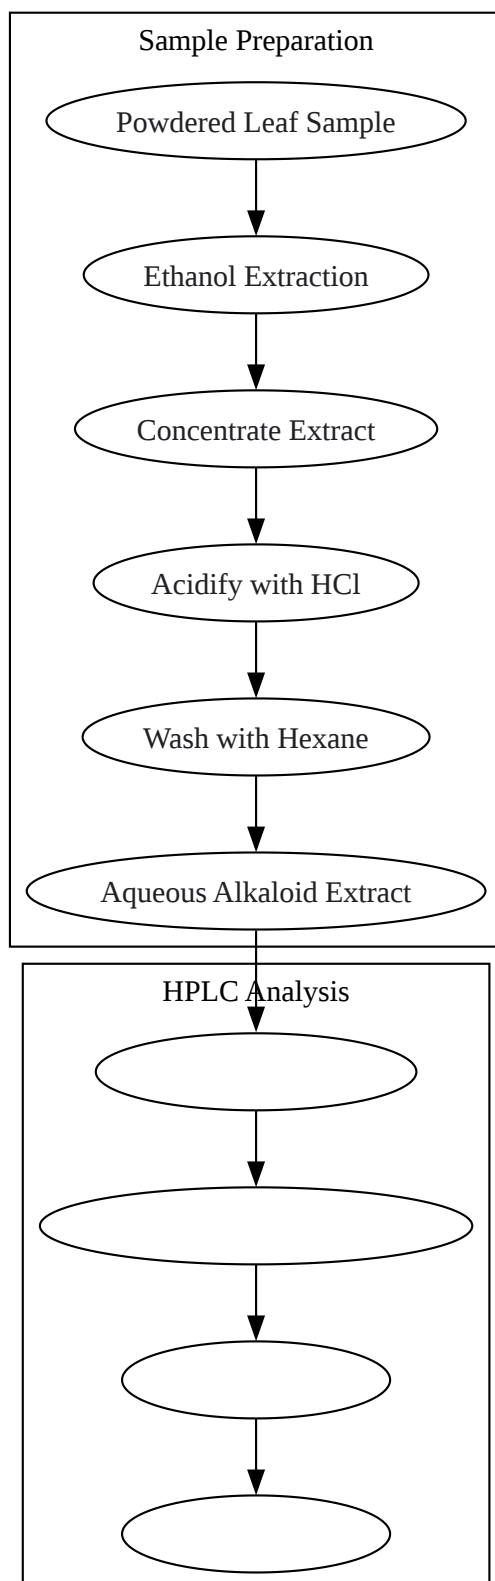 Sample Preparation
Powdered Leaf Sample
Ethanol Extraction
Concentrate Extract
Acidify with HCl
Wash with Hexane
Aqueous Alkaloid Extract
HPLC Analysis